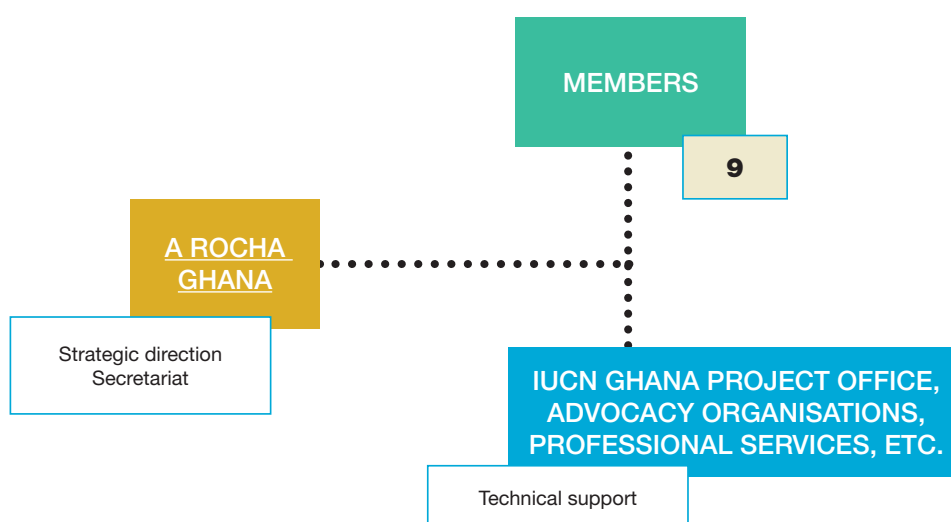 MEMBERS
9
A ROCHA
GHANA
Strategic direction
Secretariat
IUCN GHANA PROJECT OFFICE,
ADVOCACY ORGANISATIONS,
PROFESSIONAL SERVICES, ETC.
Technical support